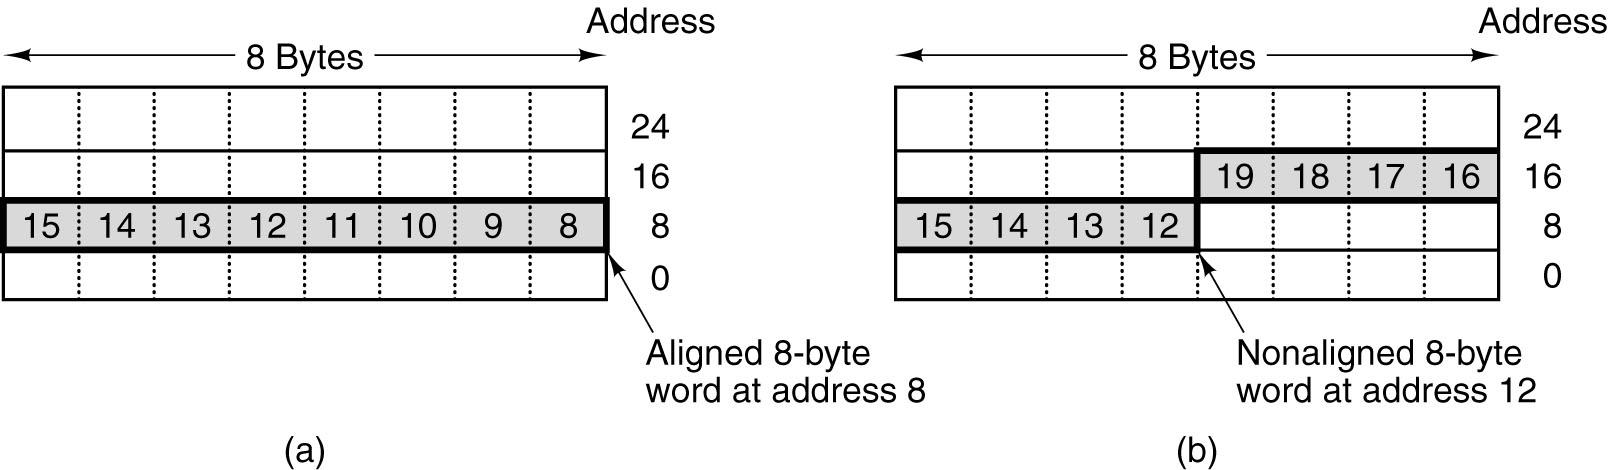 Address
8 Bytes
24
16
15 14 13 12 11 10 9 8 8
0
Aligned 8-byte
word at address 8
(a)
Address
8 Bytes
24
19 18 17 16 16
15 14 13 12 8
0
Nonaligned 8-byte
word at address 12
(b)